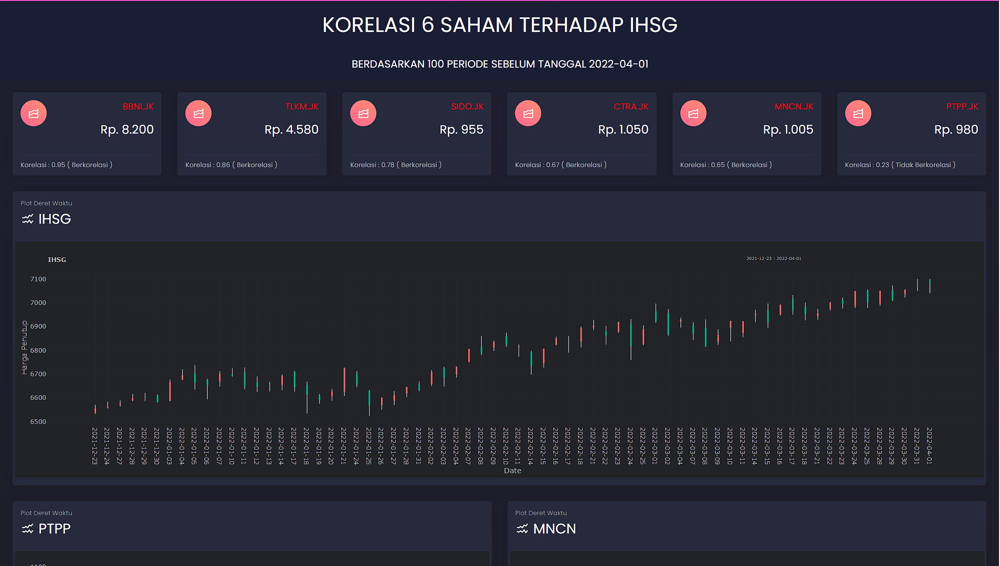 KORELASI 6 SAHAM TERHADAP IHSG
BERDASARKAN 100 PERIODE SEBELUM TANGGAL 2022-04-01
BBNI.JK
Rp. 8.200
Korelasi : 0.95 ( Berkorelasi )
TLKM.JK
Rp. 4.580
Korelasi : 0.86 ( Berkorelasi )
SIDO.JK
Rp. 955
Korelasi : 0.78 ( Berkorelasi )
CTRA.JK
Rp. 1.050
Korelasi : 0.67 ( Berkorelasi )
MNCN.JK
Rp. 1.005
Korelasi : 0.65 ( Berkorelasi )
PTPP.JK
Rp. 980
Korelasi : 0.23 ( Tidak Berkorelasi )
Plot Deret Waktu
IHSG
IHSG
2021-12-23 : 2022-04-01
Harga Penutup
7100
7000
6900
6800
6700
6600
6500
2021-12-23
2021-12-24
2021-12-27
2021-12-28
2021-12-29
2021-12-30
2022-01-03
2022-01-04
2022-01-05
2022-01-06
2022-01-07
2022-01-10
2022-01-11
2022-01-12
2022-01-13
2022-01-14
2022-01-17
2022-01-18
2022-01-19
2022-01-20
2022-01-21
2022-01-24
2022-01-25
2022-01-26
2022-01-27
2022-01-28
2022-01-31
2022-02-02
2022-02-03
2022-02-04
2022-02-07
2022-02-08
2022-02-09
2022-02-10
2022-02-11
2022-02-14
2022-02-15
2022-02-16
2022-02-17
2022-02-18
2022-02-21
2022-02-22
2022-02-23
2022-02-24
2022-02-25
2022-03-01
2022-03-02
2022-03-04
2022-03-07
2022-03-08
2022-03-09
2022-03-10
2022-03-11
2022-03-14
2022-03-15
2022-03-16
2022-03-17
2022-03-18
2022-03-21
2022-03-22
2022-03-23
2022-03-24
2022-03-25
2022-03-28
2022-03-29
2022-03-30
2022-03-31
2022-04-01
Date
Plot Deret Waktu
PTPP
Plot Deret Waktu
MNCN